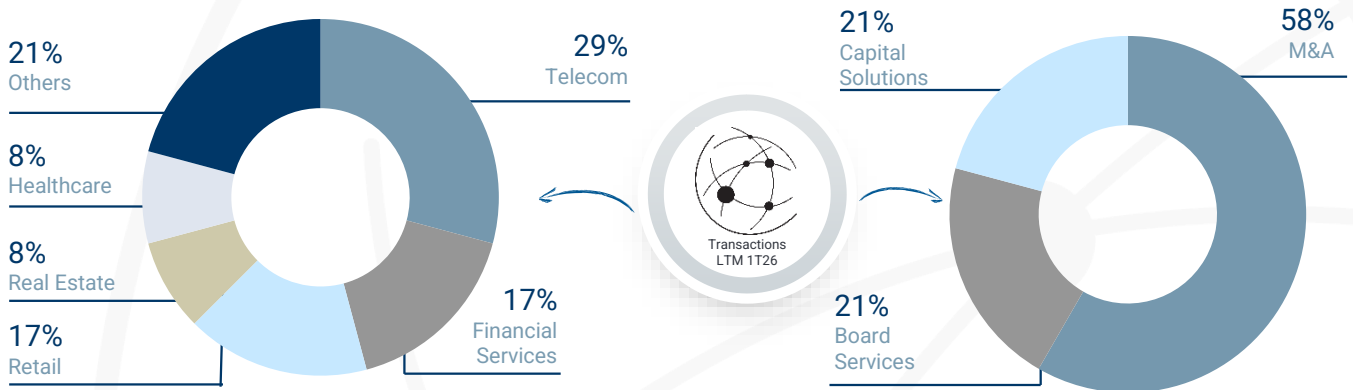 21%
Others
8%
Healthcare
8%
Real Estate
17%
Retail
29%
Telecom
17%
Financial
Services
Transactions
LTM 1T26
21%
Capital
Solutions
21%
Board
Services
58%
M&A